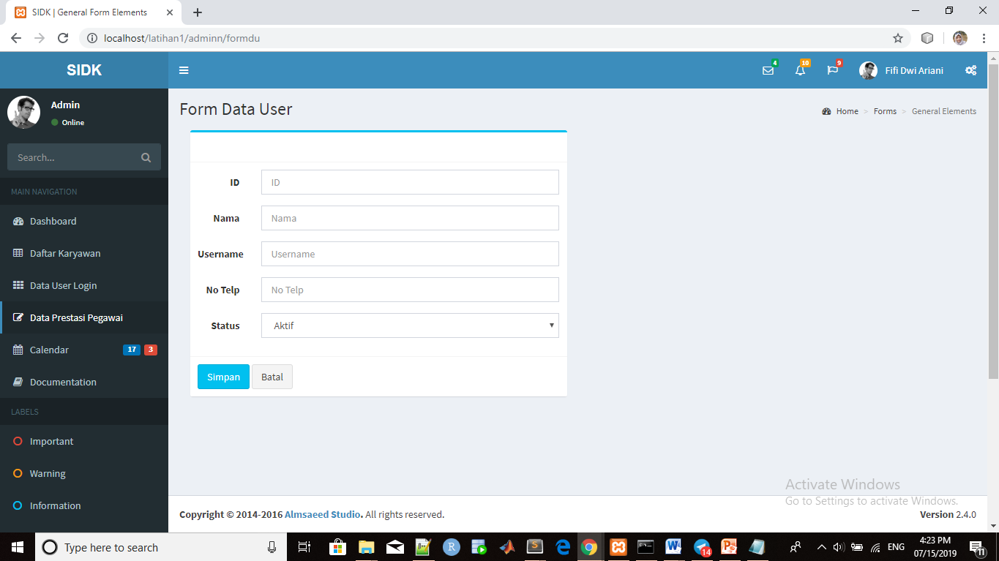 SIDK | General Form Elements
localhost/latihan1/adminn/formdu
SIDK
4
10
9
Fifi Dwi Ariani
Admin
Online
Search...
MAIN NAVIGATION
Dashboard
Daftar Karyawan
Data User Login
Data Prestasi Pegawai
Calendar 17 3
Documentation
LABELS
Important
Warning
Information
Form Data User
Home > Forms > General Elements
ID ID
Nama Nama
Username Username
No Telp No Telp
Status Aktif
Simpan Batal
Activate Windows
Go to Settings to activate Windows.
Copyright © 2014-2016 Almsaeed Studio. All rights reserved.
Version 2.4.0
Type here to search
14
ENG
4:23 PM
07/15/2019
11